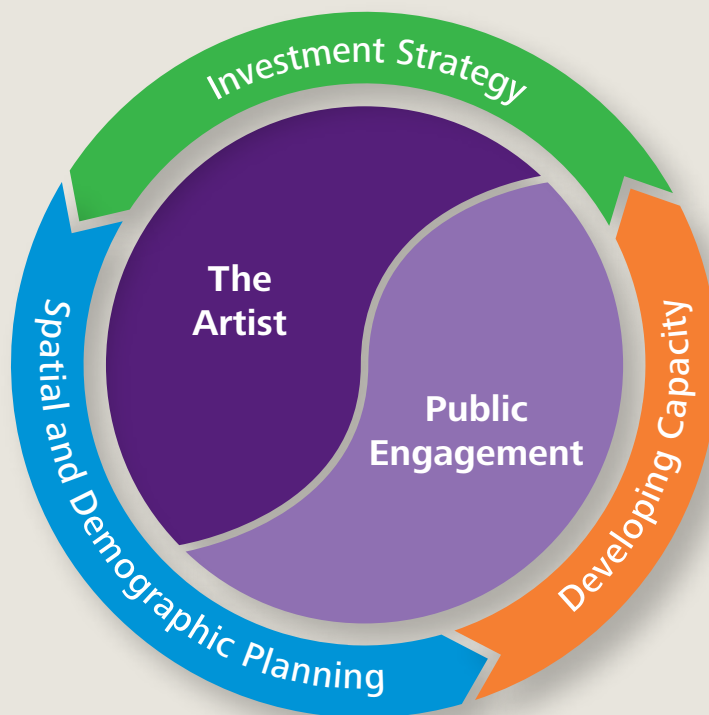 Investment Strategy
The
Artist
Public
Engagement
Spatial and Demographic Planning
Developing Capacity